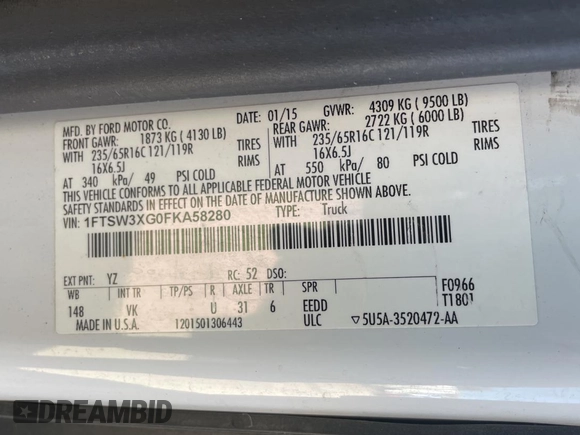 MFD. BY FORD MOTOR CO.
DATE: 01/15 GVWR: 4309 KG ( 9500 LB)
FRONT GAWR: 1873 KG ( 4130 LB) REAR GAWR: 2722 KG ( 6000 LB)
WITH 235/65R16C 121/119R TIRES WITH 235/65R16C 121/119R TIRES
16X6.5J RIMS 16X6.5J RIMS
AT 340 kPa/ 49 PSI COLD AT 550 kPa/ 80 PSI COLD
THIS VEHICLE CONFORMS TO ALL APPLICABLE FEDERAL MOTOR VEHICLE
SAFETY STANDARDS IN EFFECT ON THE DATE OF MANUFACTURE SHOWN ABOVE.
VIN: 1FTSW3XG0FKA58280 TYPE: Truck
EXT PNT: YZ RC: 52 DSO:
WB INT TR TP/PS R AXLE TR SPR F0966
T1801
148 VK U 31 6 EEDD
MADE IN U.S.A. 1201501306443 ULC ▽5U5A-3520472-AA
DREAMBID